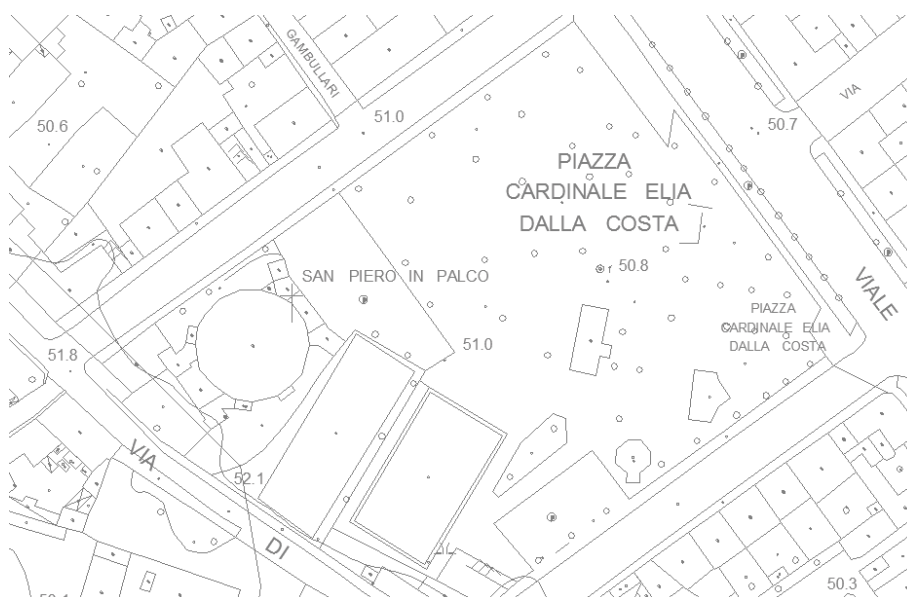 GAMBULLARI
51.0
50.6
50.7
VIA
PIAZZA
CARDINALE ELIA
DALLA COSTA
50.8
SAN PIERO IN PALCO
VIALE
PIAZZA
CARDINALE ELIA
DALLA COSTA
51.0
51.8
VIA
52.1
DI
50.3